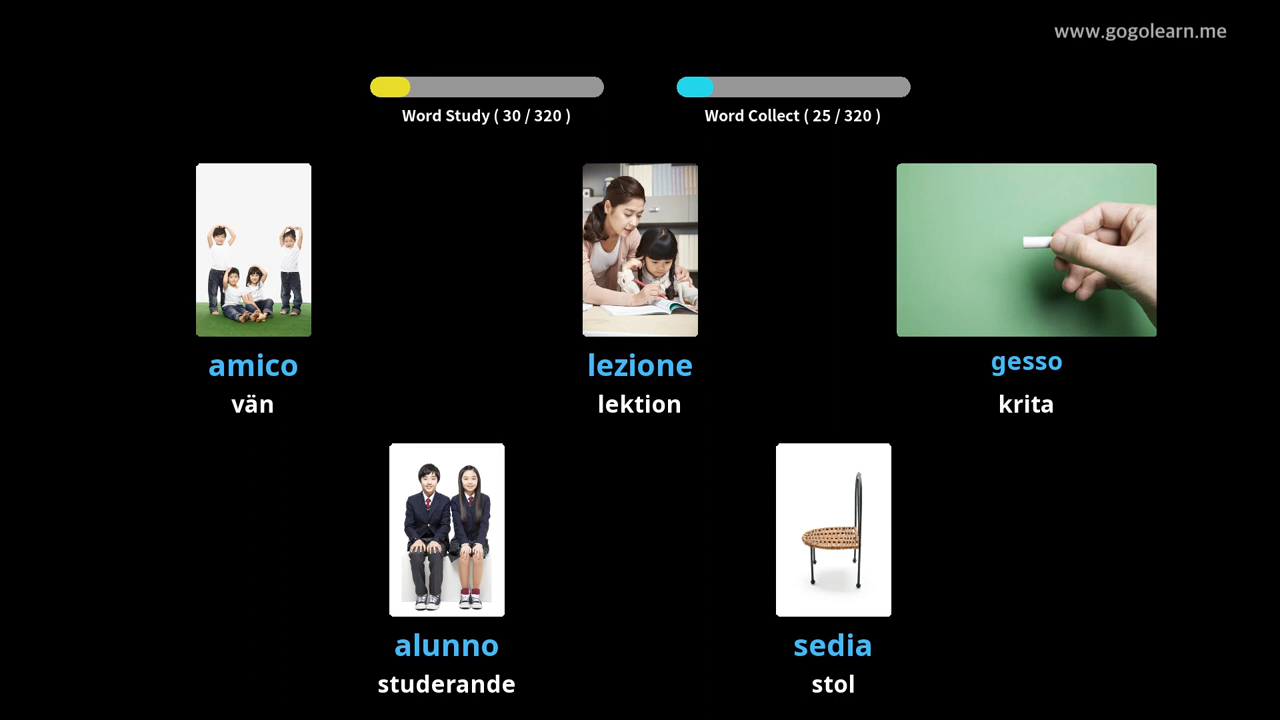 www.gogolearn.me
Word Study ( 30 / 320 )
Word Collect ( 25 / 320 )
amico
vän
lezione
lektion
gesso
krita
alunno
studerande
sedia
stol